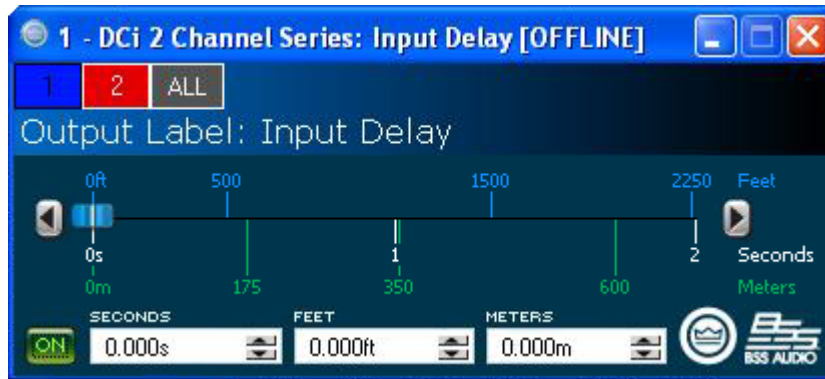 1 - DCi 2 Channel Series: Input Delay [OFFLINE]
1 2 ALL
Output Label: Input Delay
0ft 500 1500 2250 Feet
0s 1 2 Seconds
0m 175 350 600 Meters
SECONDS FEET METERS
ON 0.000s 0.000ft 0.000m
BSS AUDIO